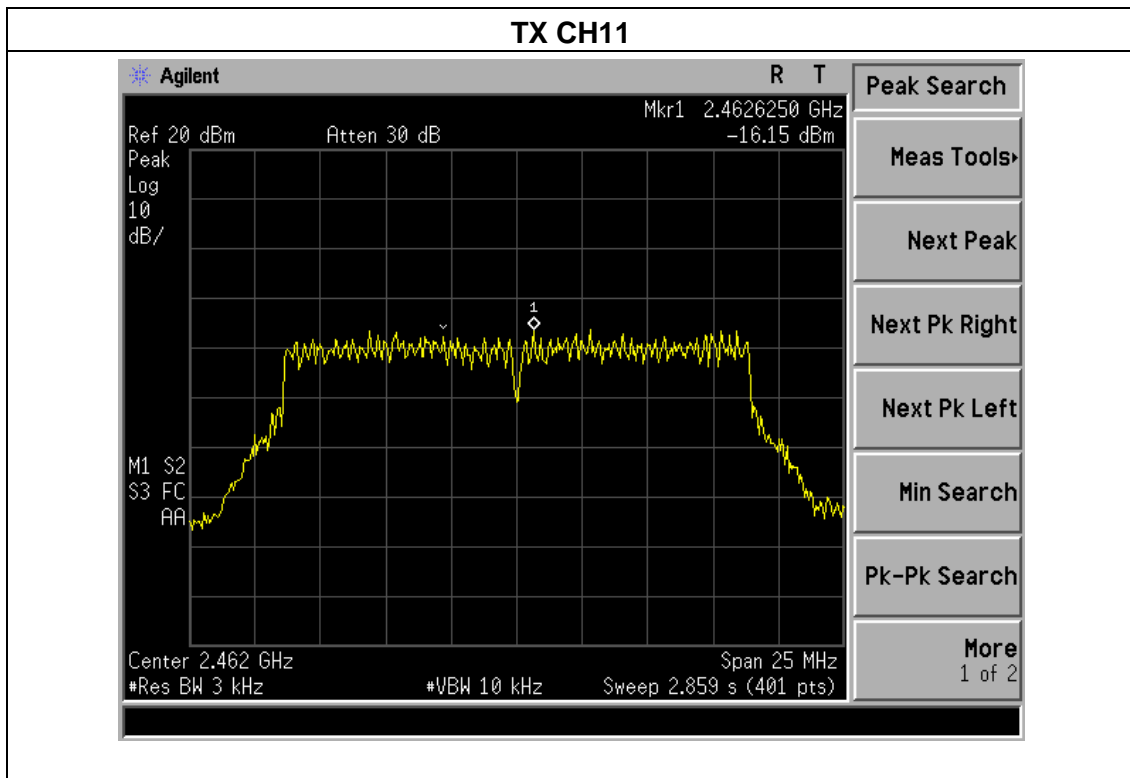 TX CH11
Agilent
R T
Mkr1 2.4626250 GHz
Ref 20 dBm Atten 30 dB -16.15 dBm
Peak
Log
10
dB/
1
M1 S2
S3 FC
AA
Center 2.462 GHz Span 25 MHz
#Res BW 3 kHz #VBW 10 kHz Sweep 2.859 s (401 pts)
Peak Search
Meas Tools
Next Peak
Next Pk Right
Next Pk Left
Min Search
Pk-Pk Search
More
1 of 2